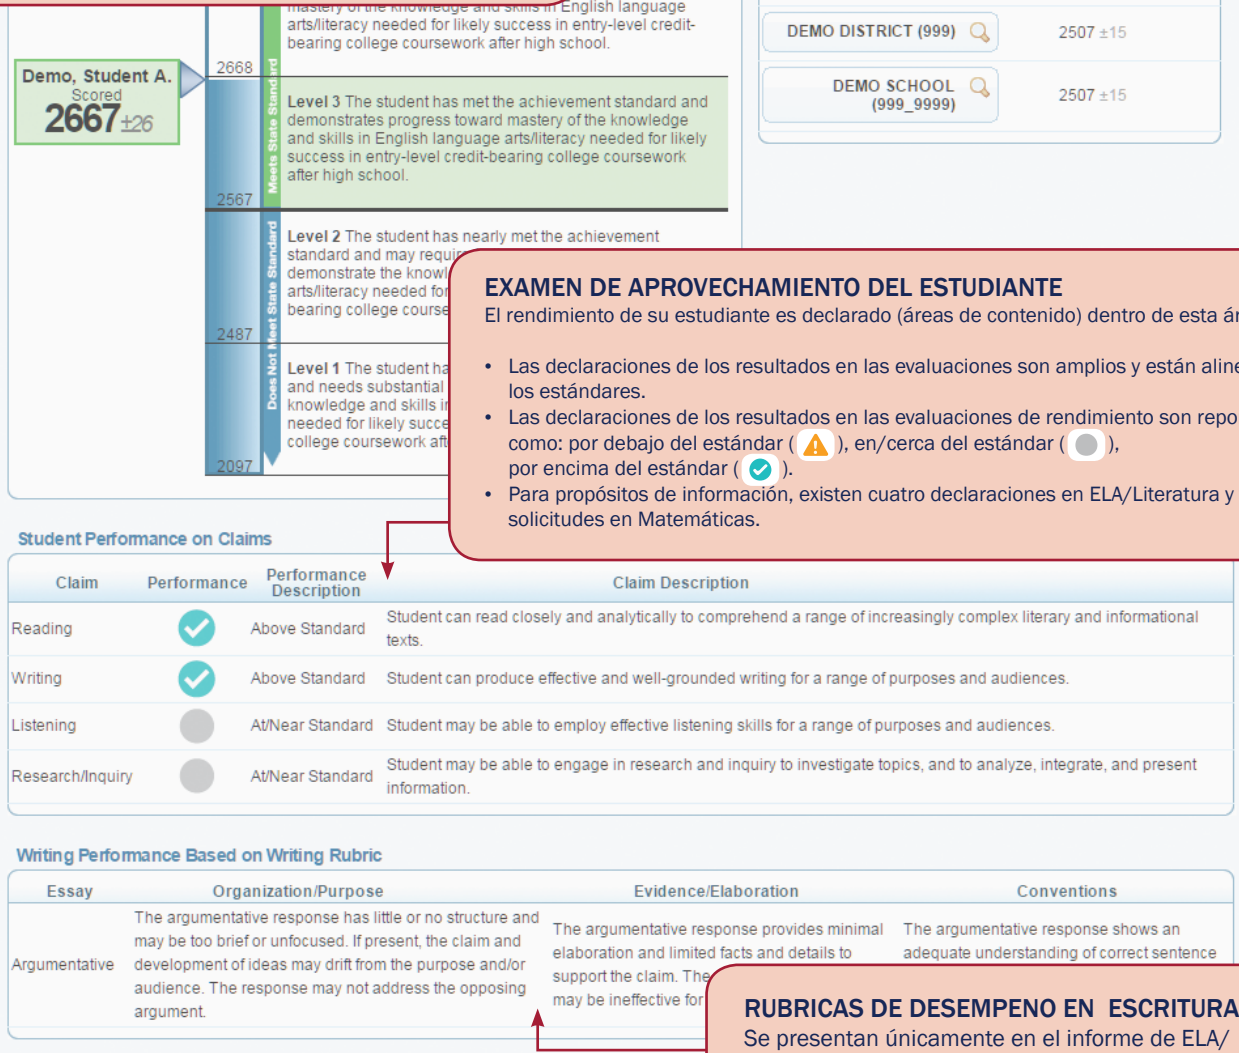 mastery of the knowledge and skills in English language
arts/literacy needed for likely success in entry-level credit-
bearing college coursework after high school.
DEMO DISTRICT (999)
2507 ±15
DEMO SCHOOL
(999_9999)
2507 ±15
Demo, Student A.
Scored
2667 ±26
2668
2567
2487
2097
Meets State Standard
Does Not Meet State Standard
Level 3 The student has met the achievement standard and
demonstrates progress toward mastery of the knowledge
and skills in English language arts/literacy needed for likely
success in entry-level credit-bearing college coursework
after high school.
Level 2 The student has nearly met the achievement
standard and may require
demonstrate the knowl
arts/literacy needed for
bearing college course
Level 1 The student ha
and needs substantial
knowledge and skills in
needed for likely succe
college coursework aft
EXAMEN DE APROVECHAMIENTO DEL ESTUDIANTE
El rendimiento de su estudiante es declarado (áreas de contenido) dentro de esta ár
• Las declaraciones de los resultados en las evaluaciones son amplios y están aline
los estándares.
• Las declaraciones de los resultados en las evaluaciones de rendimiento son repo
como: por debajo del estándar ( ), en/cerca del estándar ( ),
por encima del estándar ( ).
• Para propósitos de información, existen cuatro declaraciones en ELA/Literatura y
solicitudes en Matemáticas.
Student Performance on Claims
Claim Performance Performance Description Claim Description
Reading Above Standard Student can read closely and analytically to comprehend a range of increasingly complex literary and informational
texts.
Writing Above Standard Student can produce effective and well-grounded writing for a range of purposes and audiences.
Listening At/Near Standard Student may be able to employ effective listening skills for a range of purposes and audiences.
Research/Inquiry At/Near Standard Student may be able to engage in research and inquiry to investigate topics, and to analyze, integrate, and present
information.
Writing Performance Based on Writing Rubric
Essay Organization/Purpose Evidence/Elaboration Conventions
Argumentative
The argumentative response has little or no structure and
may be too brief or unfocused. If present, the claim and
development of ideas may drift from the purpose and/or
audience. The response may not address the opposing
argument.
The argumentative response provides minimal
elaboration and limited facts and details to
support the claim. The
may be ineffective for
The argumentative response shows an
adequate understanding of correct sentence
RUBRICAS DE DESEMPENO EN ESCRITURA
Se presentan únicamente en el informe de ELA/